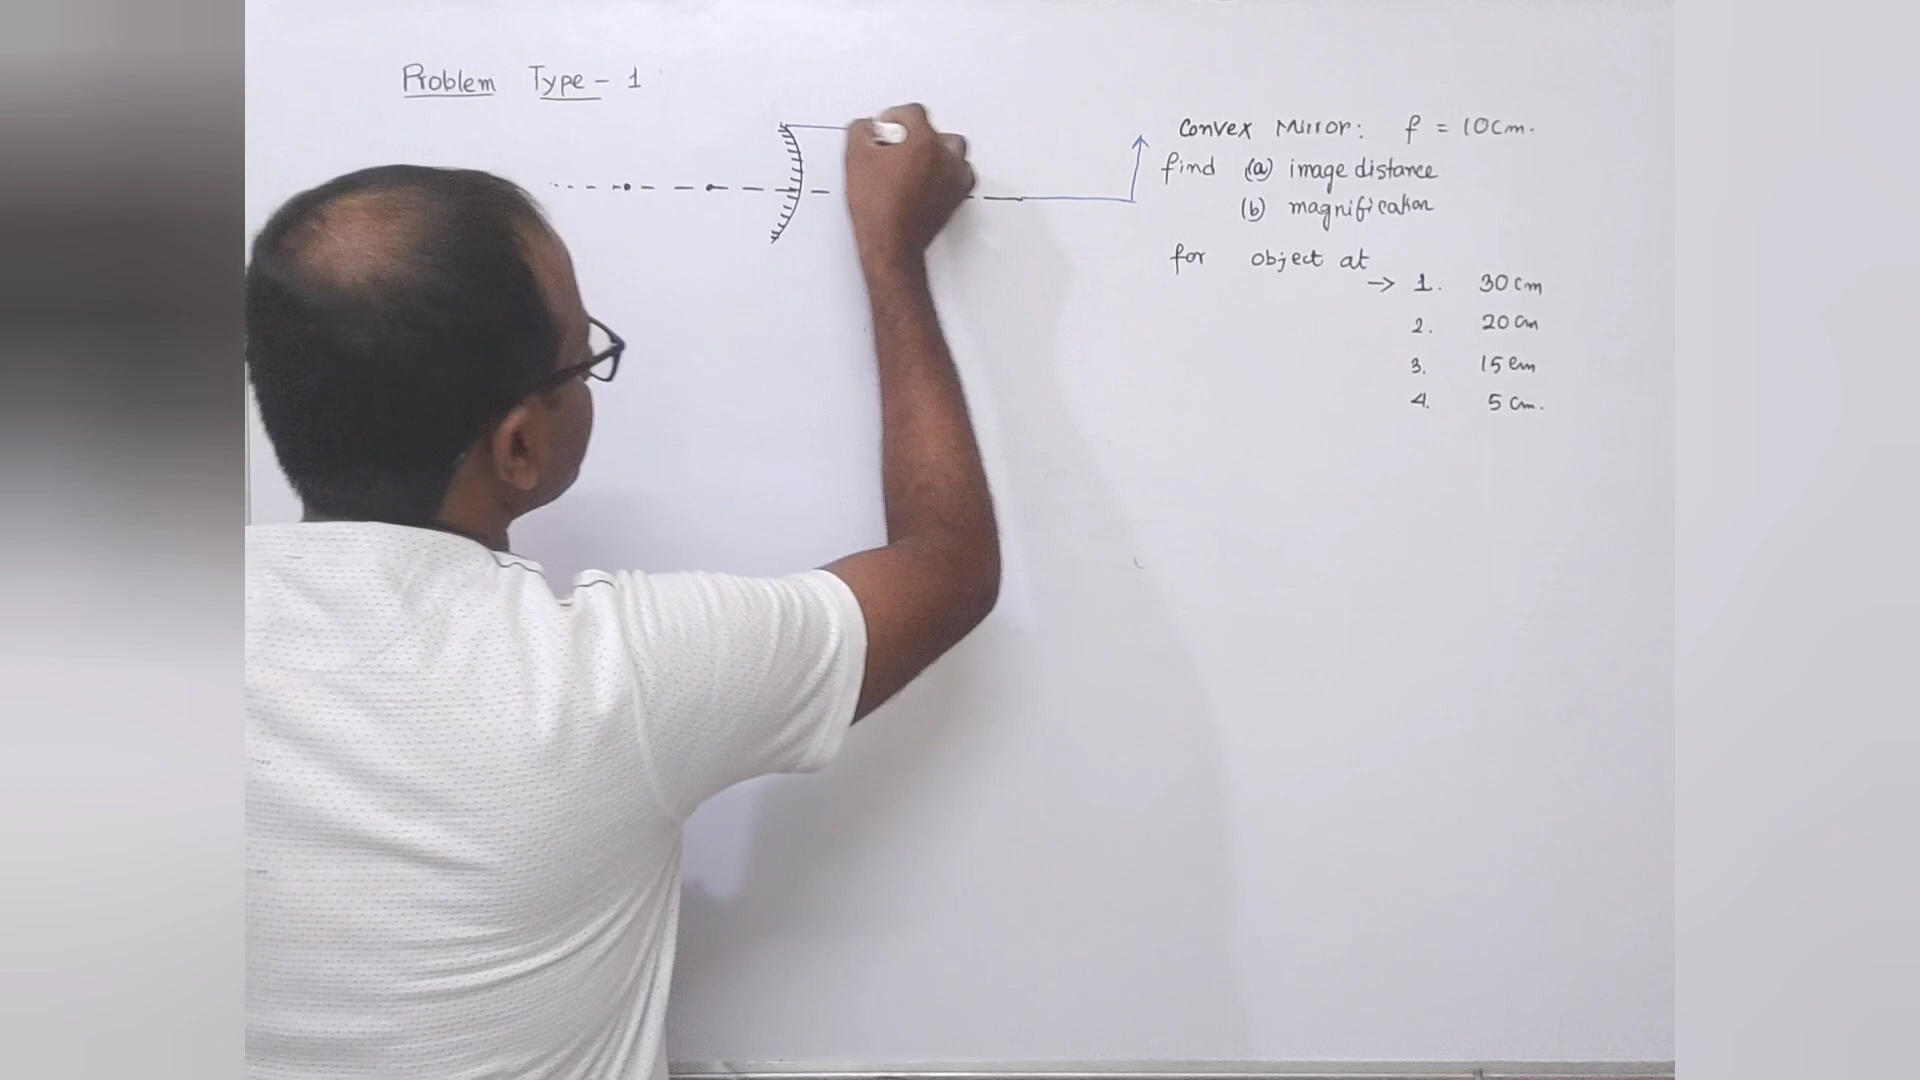 Problem Type - 1
Convex Mirror: f = 10cm.
find (a) image distance
(b) magnification
for object at
→ 1. 30 cm
2. 20 cm
3. 15 cm
4. 5 cm.